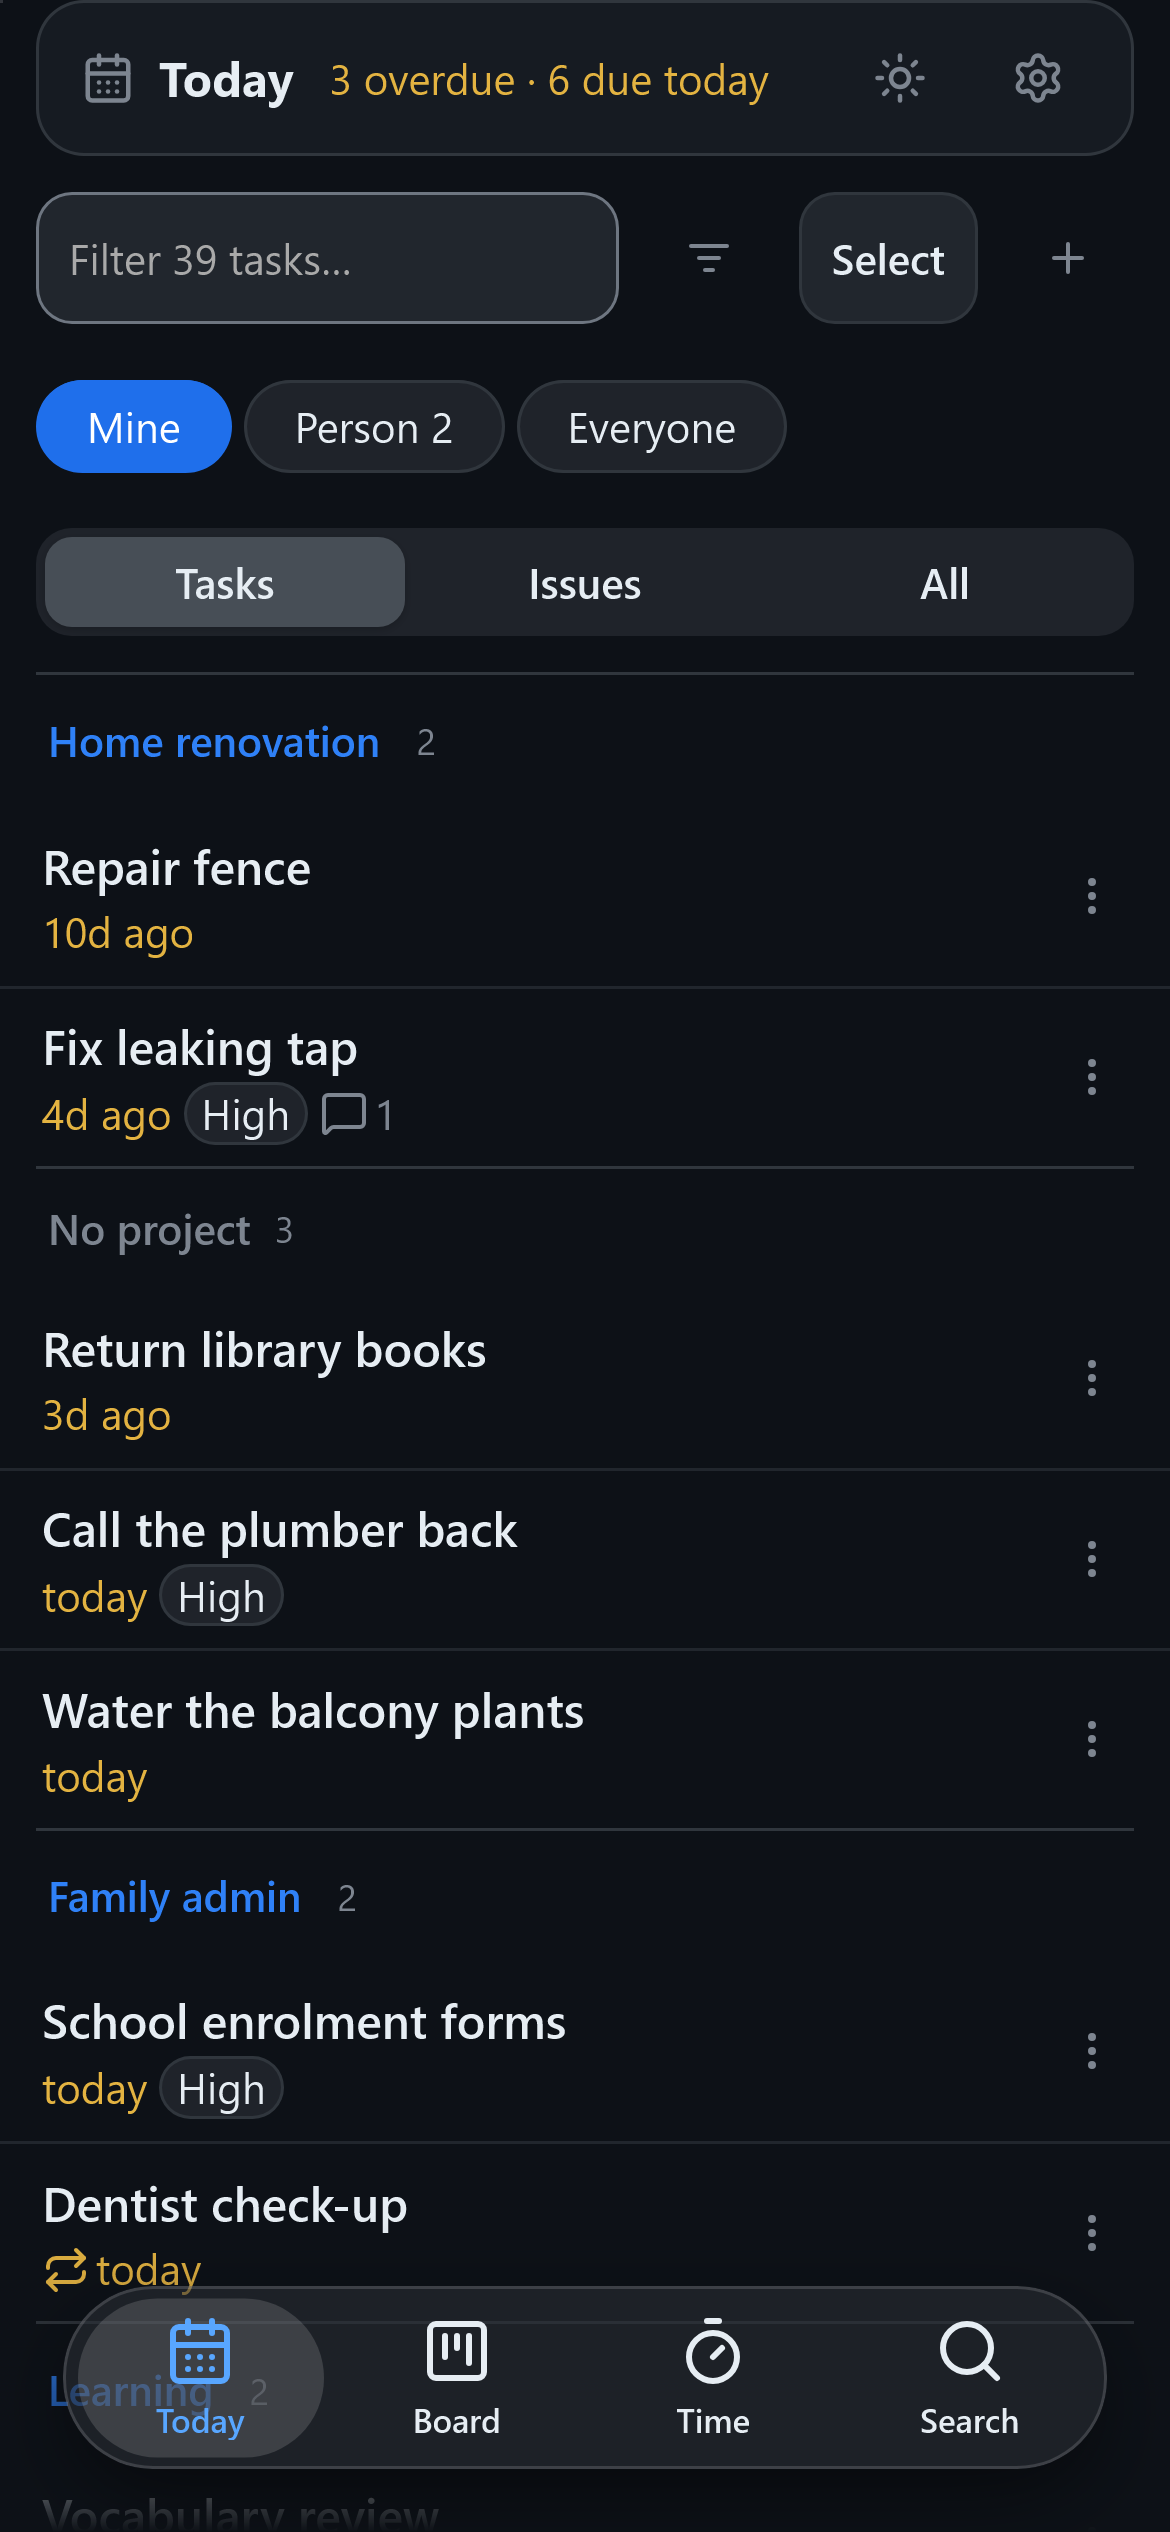 Today 3 overdue · 6 due today
Filter 39 tasks...
Select
Mine
Person 2
Everyone
Tasks
Issues
All
Home renovation 2
Repair fence
10d ago
Fix leaking tap
4d ago High 1
No project 3
Return library books
3d ago
Call the plumber back
today High
Water the balcony plants
today
Family admin 2
School enrolment forms
today High
Dentist check-up
today
Learning 2
Today
Board
Time
Search
Vocabulary review